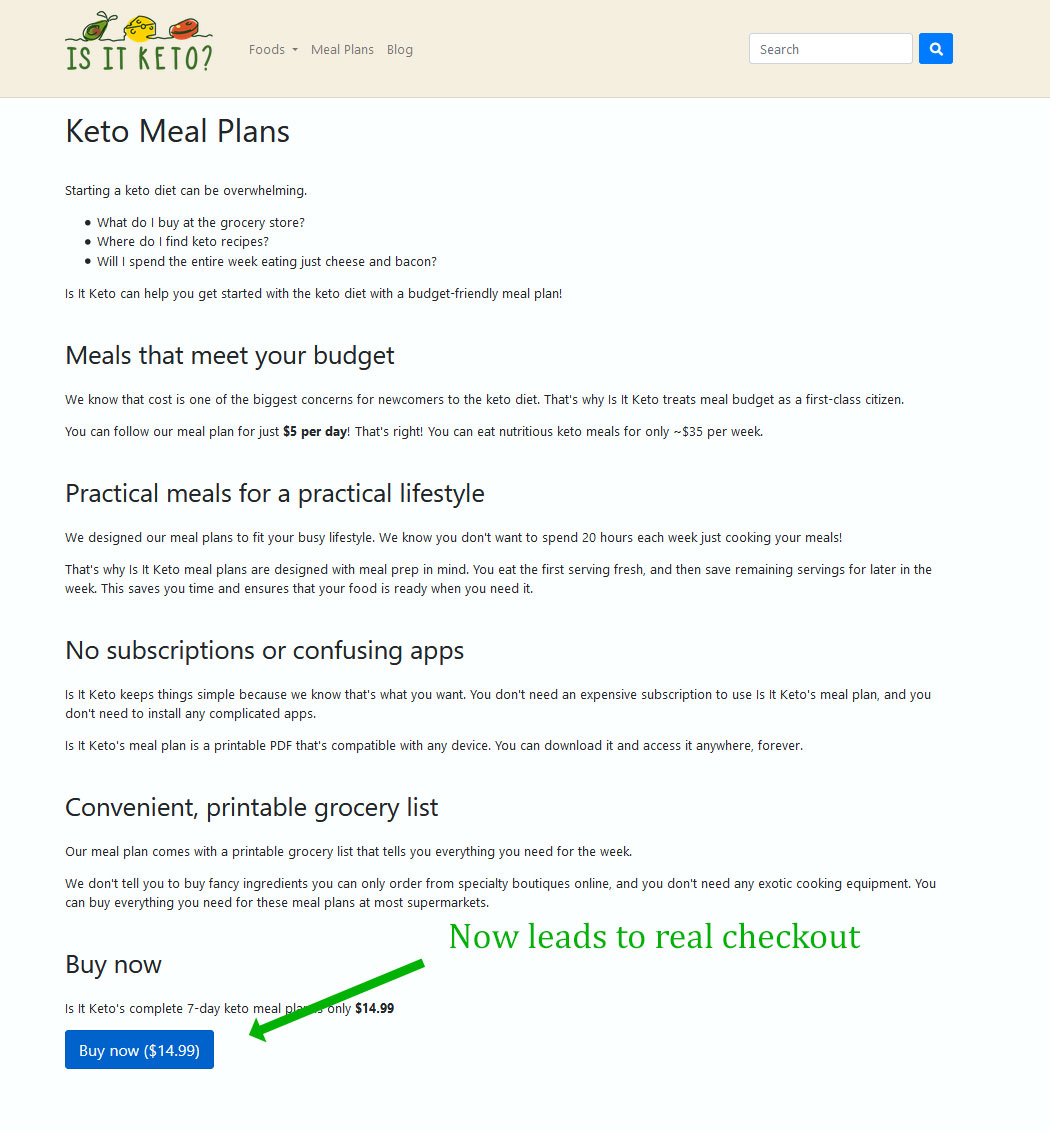 IS IT KETO?
Foods
Meal Plans
Blog
Search
Keto Meal Plans
Starting a keto diet can be overwhelming.
What do I buy at the grocery store?
Where do I find keto recipes?
Will I spend the entire week eating just cheese and bacon?
Is It Keto can help you get started with the keto diet with a budget-friendly meal plan!
Meals that meet your budget
We know that cost is one of the biggest concerns for newcomers to the keto diet. That's why Is It Keto treats meal budget as a first-class citizen.
You can follow our meal plan for just $5 per day! That's right! You can eat nutritious keto meals for only ~$35 per week.
Practical meals for a practical lifestyle
We designed our meal plans to fit your busy lifestyle. We know you don't want to spend 20 hours each week just cooking your meals!
That's why Is It Keto meal plans are designed with meal prep in mind. You eat the first serving fresh, and then save remaining servings for later in the
week. This saves you time and ensures that your food is ready when you need it.
No subscriptions or confusing apps
Is It Keto keeps things simple because we know that's what you want. You don't need an expensive subscription to use Is It Keto's meal plan, and you
don't need to install any complicated apps.
Is It Keto's meal plan is a printable PDF that's compatible with any device. You can download it and access it anywhere, forever.
Convenient, printable grocery list
Our meal plan comes with a printable grocery list that tells you everything you need for the week.
We don't tell you to buy fancy ingredients you can only order from specialty boutiques online, and you don't need any exotic cooking equipment. You
can buy everything you need for these meal plans at most supermarkets.
Now leads to real checkout
Buy now
Is It Keto's complete 7-day keto meal plan only $14.99
Buy now ($14.99)